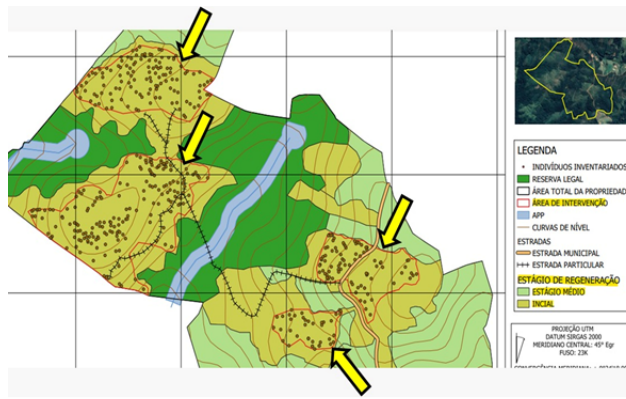 LEGENDA
INDIVÍDUOS INVENTARIADOS
RESERVA LEGAL
ÁREA TOTAL DA PROPRIEDAD
ÁREA DE INTERVENÇÃO
APP
CURVAS DE NÍVEL
ESTRADAS
ESTRADA MUNICIPAL
ESTRADA PARTICULAR
ESTÁGIO DE REGENERAÇÃO
ESTÁGIO MÉDIO
INCIAL
PROJEÇÃO UTM
DATUM SIRGAS 2000
MERIDIANO CENTRAL: 45° Egr
FUSO: 23K